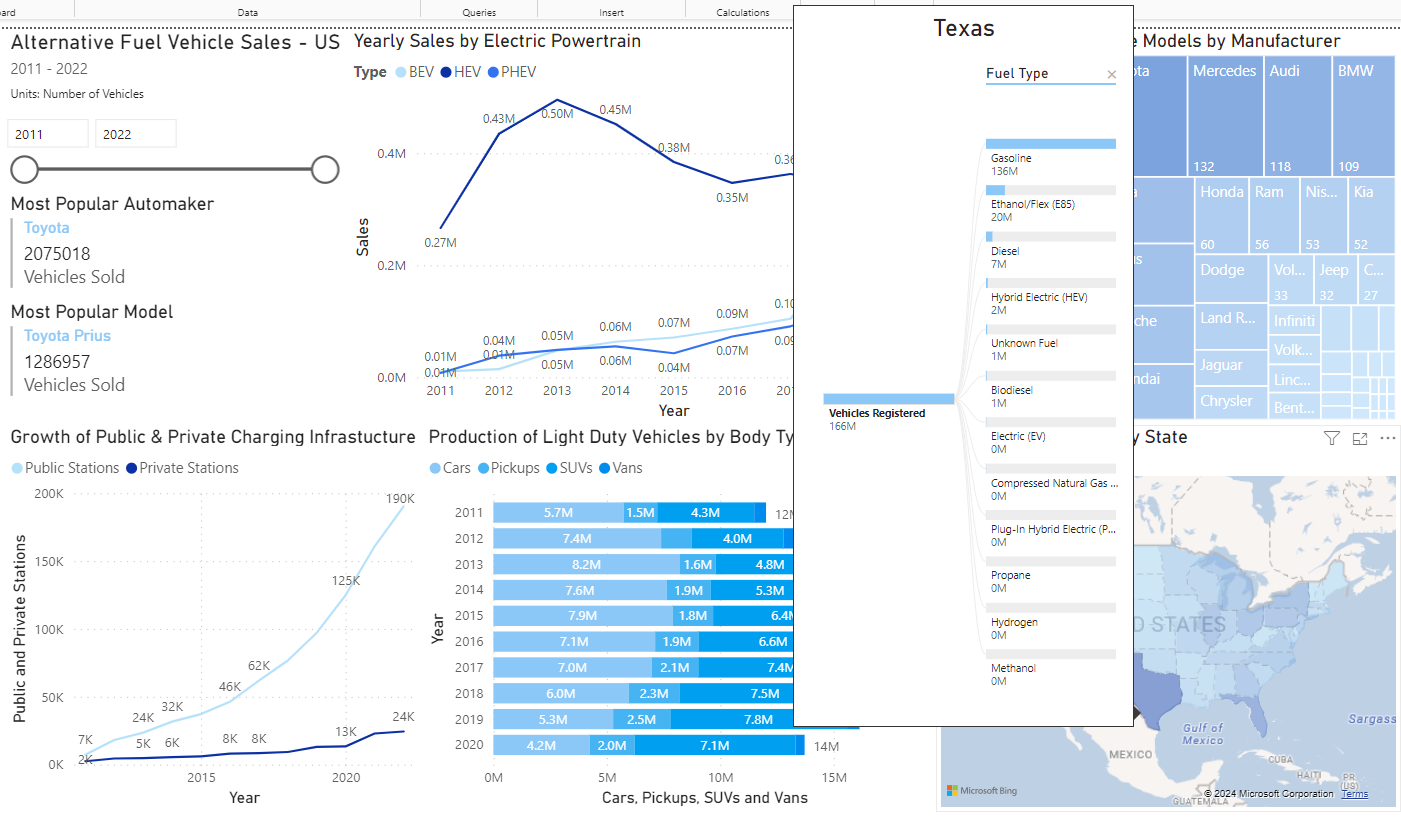 ard
Data
Queries
Insert
Calculations
Alternative Fuel Vehicle Sales - US
2011 - 2022
Units: Number of Vehicles
2011
2022
Most Popular Automaker
Toyota
2075018
Vehicles Sold
Most Popular Model
Toyota Prius
1286957
Vehicles Sold
Yearly Sales by Electric Powertrain
Type BEV HEV PHEV
Sales
0.4M
0.2M
0.0M
0.27M
0.43M
0.50M
0.45M
0.38M
0.35M
0.36
0.01M
0.01M
0.04M
0.01M
0.05M
0.05M
0.06M
0.06M
0.07M
0.04M
0.09M
0.07M
0.10
0.09
2011 2012 2013 2014 2015 2016 201
Year
Texas
Fuel Type
Gasoline
136M
Ethanol/Flex (E85)
20M
Diesel
7M
Hybrid Electric (HEV)
2M
Unknown Fuel
1M
Biodiesel
1M
Electric (EV)
0M
Compressed Natural Gas ...
0M
Plug-In Hybrid Electric (P...
0M
Propane
0M
Hydrogen
0M
Methanol
0M
Vehicles Registered
166M
e Models by Manufacturer
ota
Mercedes
132
Audi
118
BMW
109
a
Honda
60
Ram
56
Nis...
53
Kia
52
us
Dodge
Vol...
33
Jeep
32
C...
27
che
Land R...
Infiniti
Volk...
ndai
Jaguar
Linc...
Chrysler
Bent...
Growth of Public & Private Charging Infrastucture
Public Stations Private Stations
Public and Private Stations
200K
150K
100K
50K
0K
7K
2K
24K
32K
46K
62K
125K
190K
5K
6K
8K
8K
13K
24K
2015
2020
Year
Production of Light Duty Vehicles by Body Ty
Cars Pickups SUVs Vans
Year
2011 5.7M 1.5M 4.3M 12M
2012 7.4M 4.0M
2013 8.2M 1.6M 4.8M
2014 7.6M 1.9M 5.3M
2015 7.9M 1.8M 6.4M
2016 7.1M 1.9M 6.6M
2017 7.0M 2.1M 7.4M
2018 6.0M 2.3M 7.5M
2019 5.3M 2.5M 7.8M
2020 4.2M 2.0M 7.1M 14M
0M 5M 10M 15M
Cars, Pickups, SUVs and Vans
y State
D STATES
Gulf of
Mexico
Sargass
MEXICO
CUBA
HAITI
PR
(US)
GUATEMALA
Microsoft Bing
© 2024 Microsoft Corporation Terms